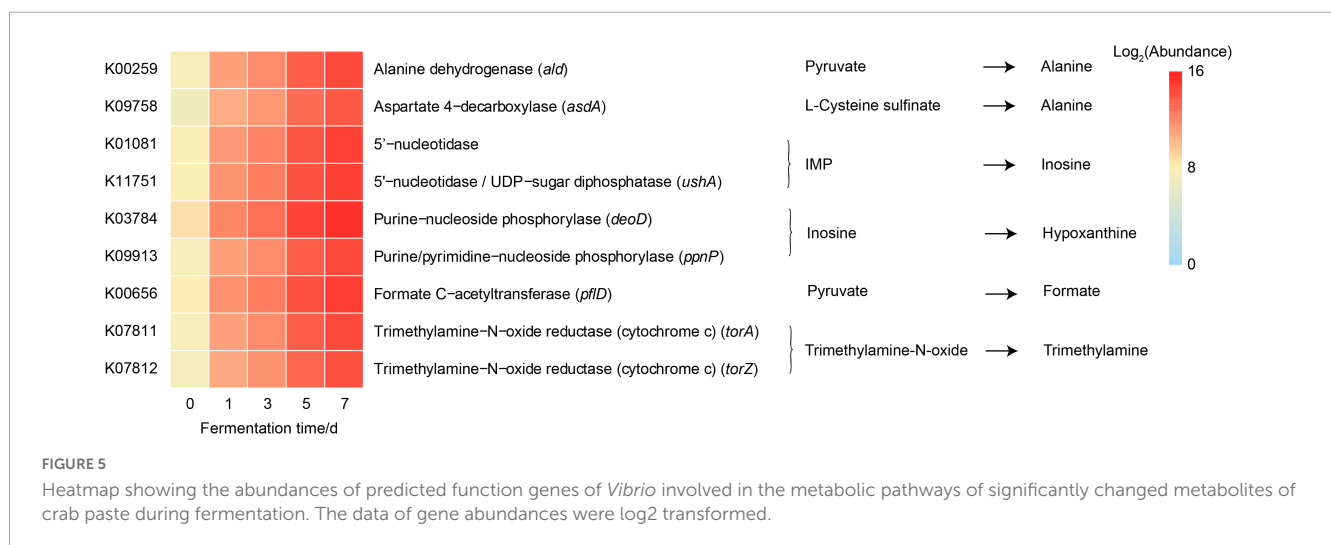 Log2(Abundance)
K00259 Alanine dehydrogenase (ald) Pyruvate → Alanine 16
K09758 Aspartate 4−decarboxylase (asdA) L-Cysteine sulfinate → Alanine
K01081 5’−nucleotidase
IMP → Inosine 8
K11751 5'−nucleotidase / UDP−sugar diphosphatase (ushA)
K03784 Purine−nucleoside phosphorylase (deoD)
Inosine → Hypoxanthine
K09913 Purine/pyrimidine−nucleoside phosphorylase (ppnP) 0
K00656 Formate C−acetyltransferase (pflD) Pyruvate → Formate
K07811 Trimethylamine−N−oxide reductase (cytochrome c) (torA)
Trimethylamine-N-oxide → Trimethylamine
K07812 Trimethylamine−N−oxide reductase (cytochrome c) (torZ)
0 1 3 5 7
Fermentation time/d
FIGURE 5
Heatmap showing the abundances of predicted function genes of Vibrio involved in the metabolic pathways of significantly changed metabolites of
crab paste during fermentation. The data of gene abundances were log2 transformed.